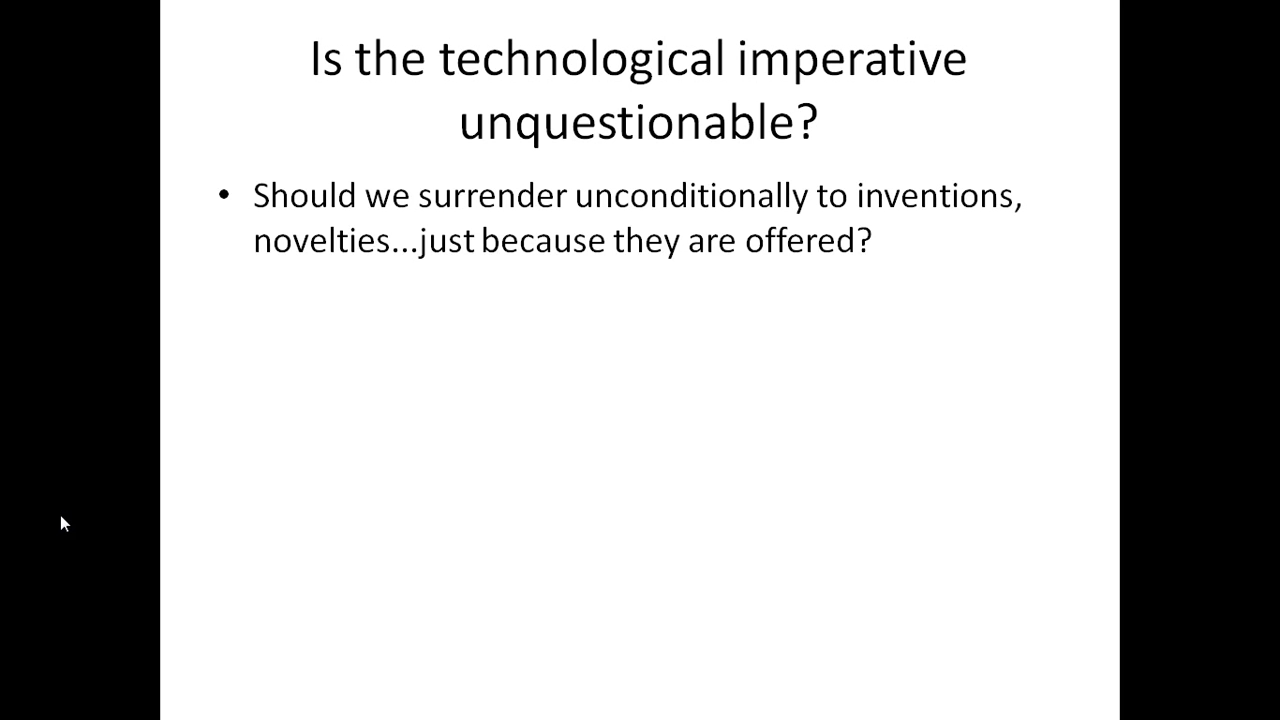 Is the technological imperative
unquestionable?
• Should we surrender unconditionally to inventions,
novelties...just because they are offered?